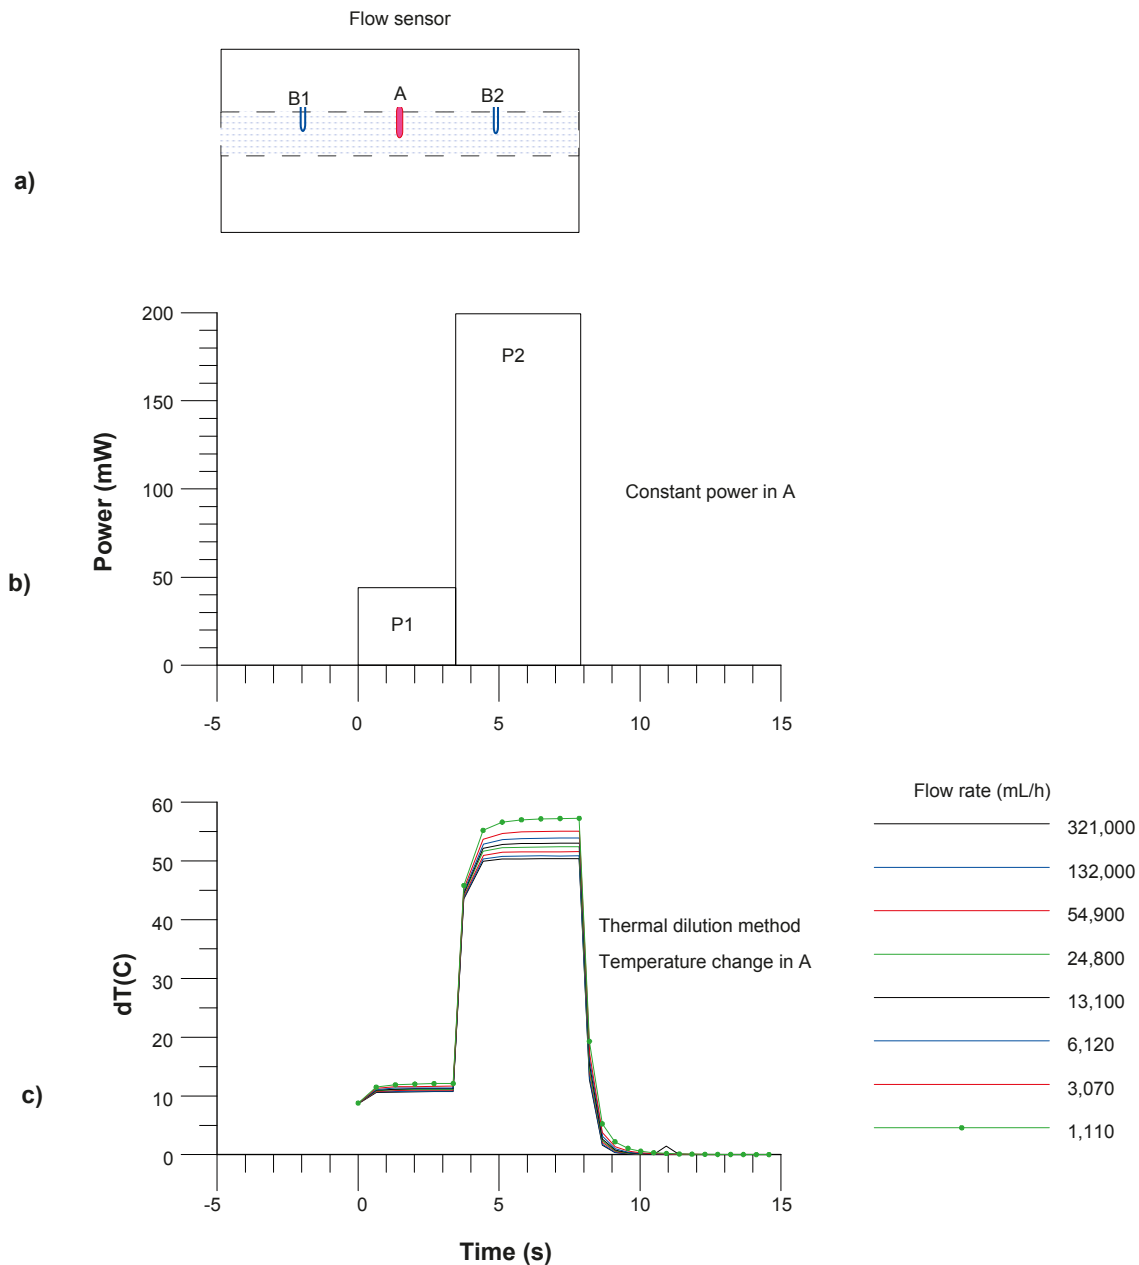 Flow sensor
B1
A
B2
a)
200
150
100
50
0
Power (mW)
P1
P2
Constant power in A
b)
-5
0
5
10
15
60
50
40
30
20
10
0
dT(C)
Thermal dilution method
Temperature change in A
c)
-5
0
5
10
15
Time (s)
Flow rate (mL/h)
321,000
132,000
54,900
24,800
13,100
6,120
3,070
1,110